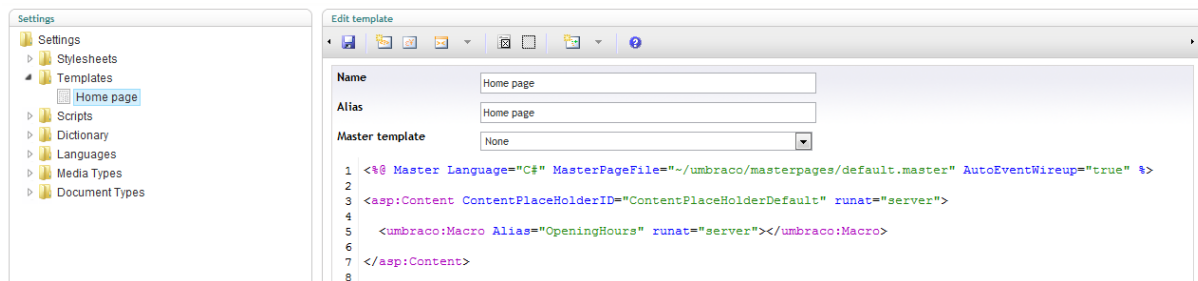 Settings
Settings
Stylesheets
Templates
Home page
Scripts
Dictionary
Languages
Media Types
Document Types
Edit template
Name
Home page
Alias
Home page
Master template
None
1 <%@ Master Language="C#" MasterPageFile="~/umbraco/masterpages/default.master" AutoEventWireup="true" %>
2
3 <asp:Content ContentPlaceHolderID="ContentPlaceHolderDefault" runat="server">
4
5 <umbraco:Macro Alias="OpeningHours" runat="server"></umbraco:Macro>
6
7 </asp:Content>
8